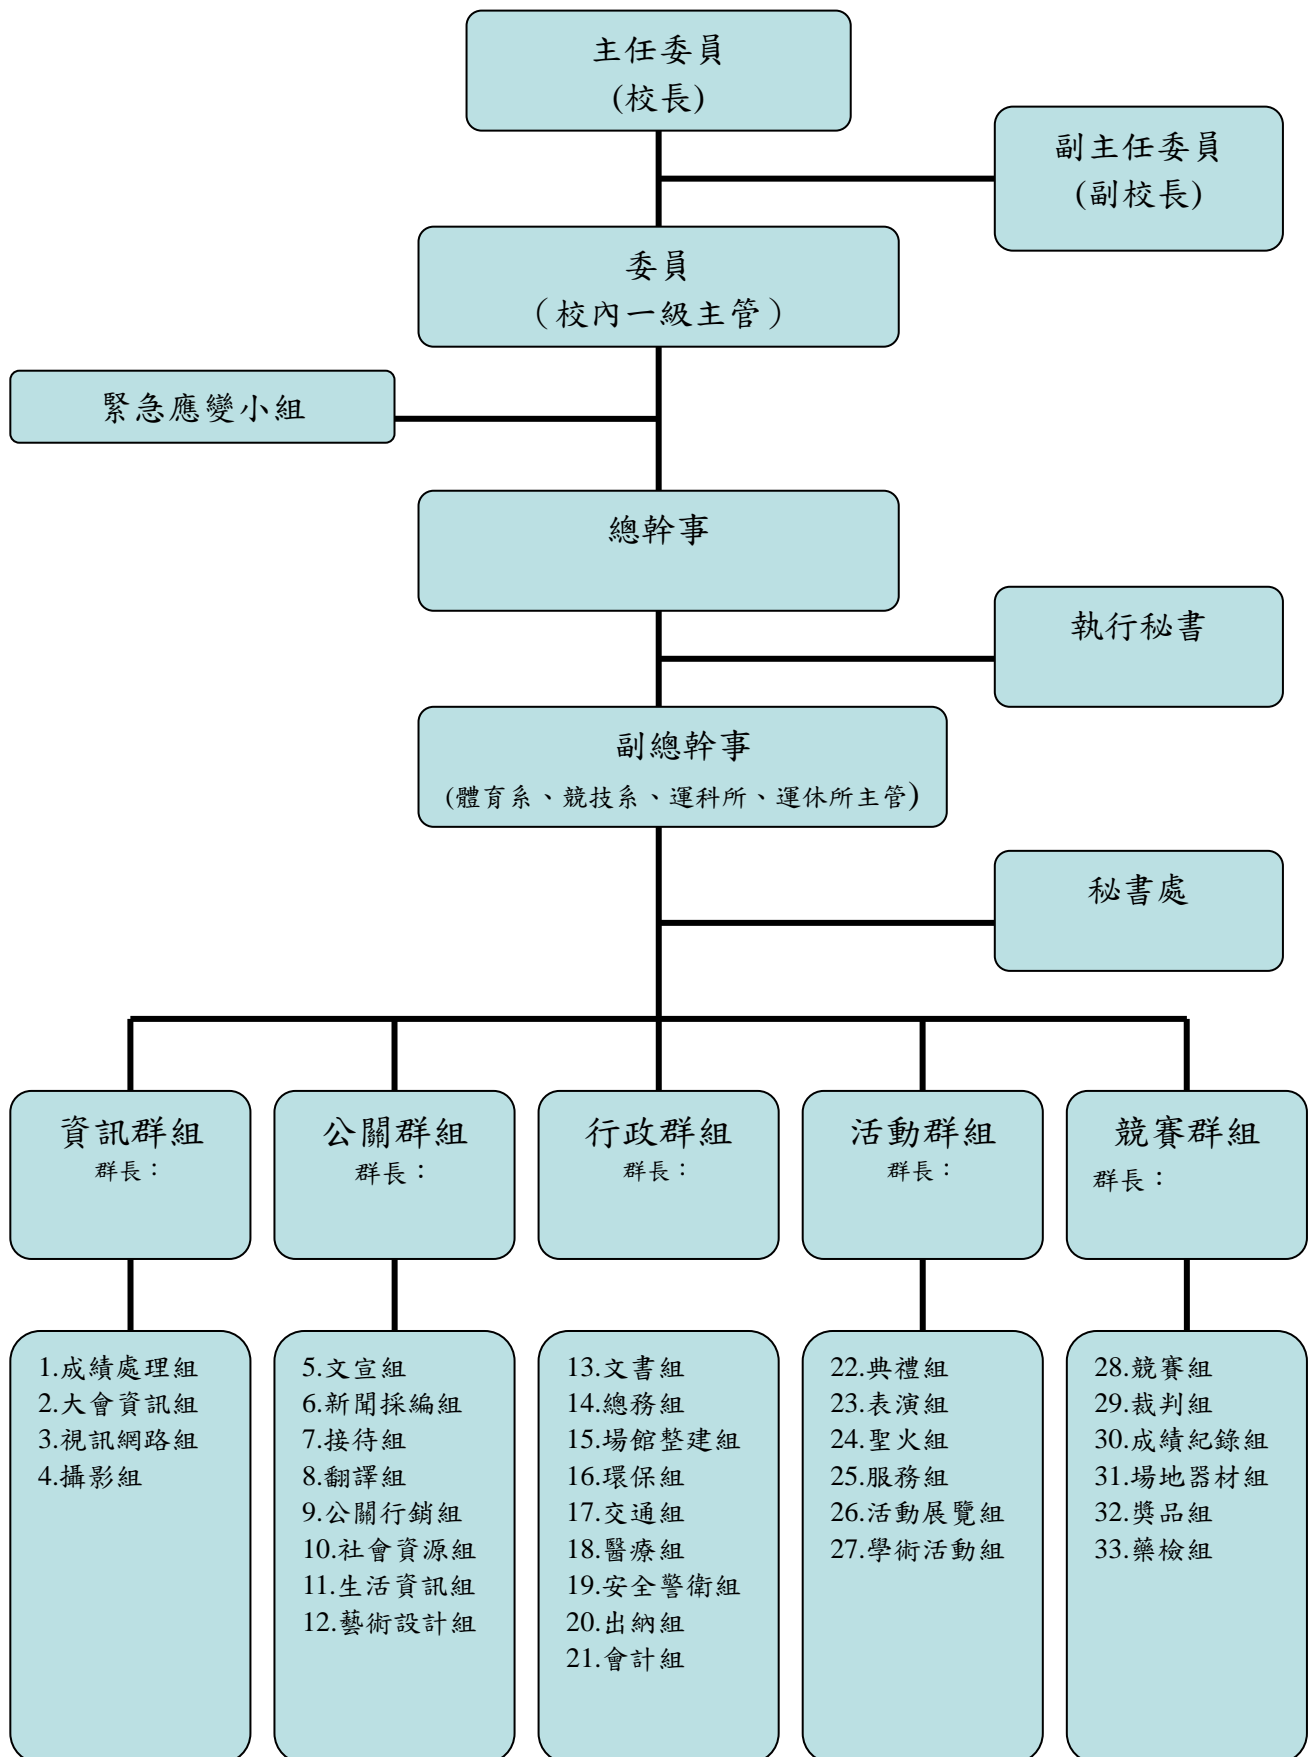 主任委員
(校長)
副主任委員
(副校長)
委員
（校內一級主管）
緊急應變小組
總幹事
執行秘書
副總幹事
(體育系、競技系、運科所、運休所主管)
秘書處
資訊群組
群長：
公關群組
群長：
行政群組
群長：
活動群組
群長：
競賽群組
群長：
1.成績處理組
2.大會資訊組
3.視訊網路組
4.攝影組
5.文宣組
6.新聞採編組
7.接待組
8.翻譯組
9.公關行銷組
10.社會資源組
11.生活資訊組
12.藝術設計組
13.文書組
14.總務組
15.場館整建組
16.環保組
17.交通組
18.醫療組
19.安全警衛組
20.出納組
21.會計組
22.典禮組
23.表演組
24.聖火組
25.服務組
26.活動展覽組
27.學術活動組
28.競賽組
29.裁判組
30.成績紀錄組
31.場地器材組
32.獎品組
33.藥檢組